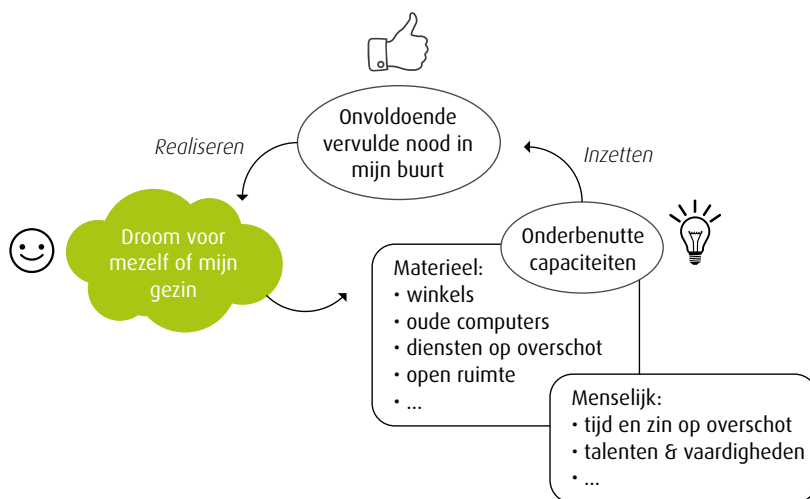 Onvoldoende
vervulde nood in
mijn buurt
Realiseren
Inzetten
Droom voor
mezelf of mijn
gezin
Onderbenutte
capaciteiten
Materieel:
• winkels
• oude computers
• diensten op overschot
• open ruimte
• ...
Menselijk:
• tijd en zin op overschot
• talenten & vaardigheden
• ...